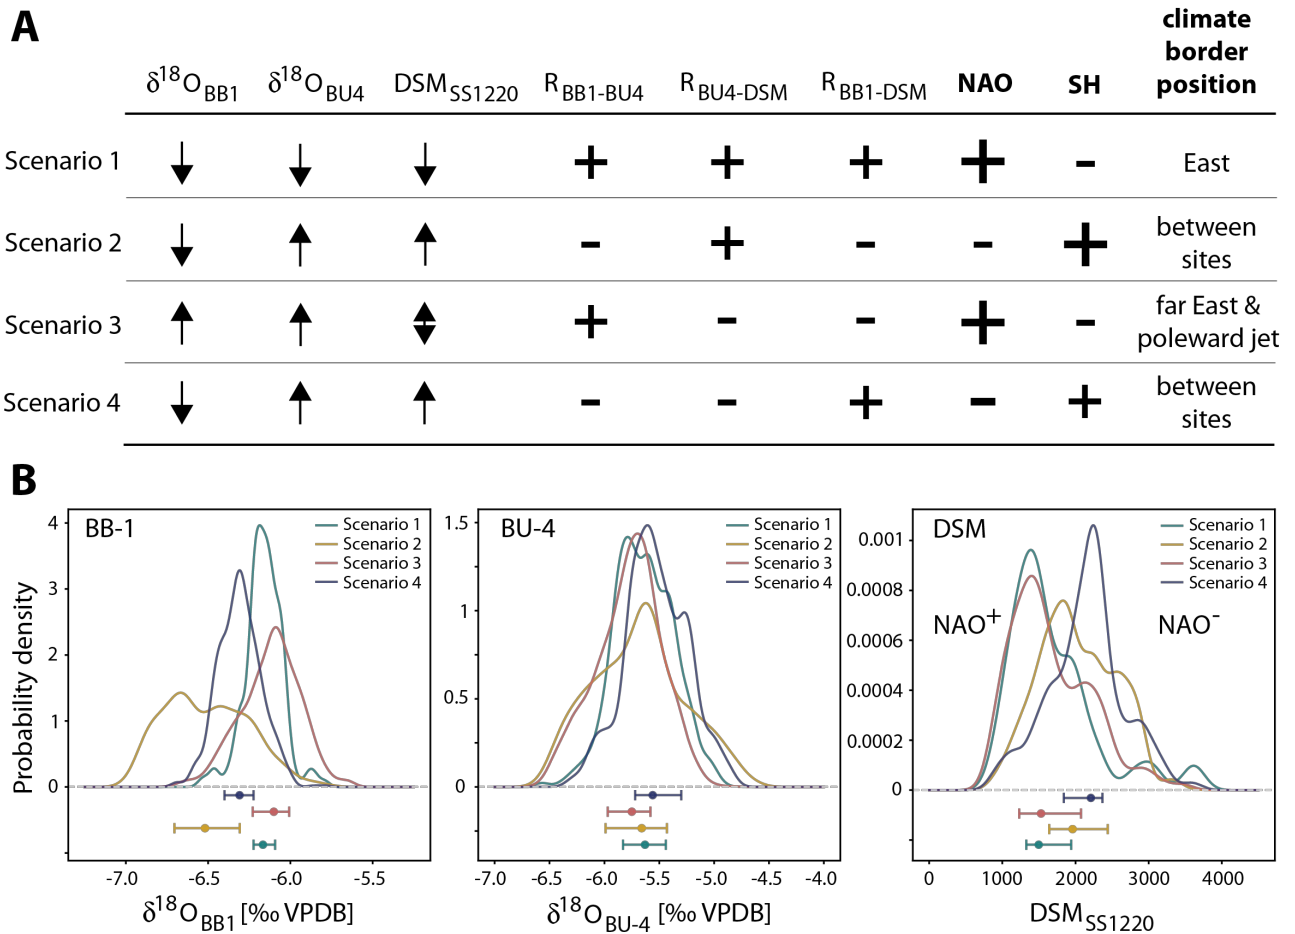 A
δ18OBB1 δ18OBU4 DSMSS1220 RBB1-BU4 RBU4-DSM RBB1-DSM NAO SH climate border position
Scenario 1 ↓ ↓ ↓ + + + + - East
Scenario 2 ↓ ↑ ↑ - + - - + between sites
Scenario 3 ↑ ↑ ↕ + - - + - far East & poleward jet
Scenario 4 ↓ ↑ ↑ - - + - + between sites
B
Probability density
BB-1
Scenario 1
Scenario 2
Scenario 3
Scenario 4
4
3
2
1
0
-7.0 -6.5 -6.0 -5.5
δ18OBB1 [‰ VPDB]
BU-4
Scenario 1
Scenario 2
Scenario 3
Scenario 4
1.5
1
0.5
0
-7.0 -6.5 -6.0 -5.5 -5.0 -4.5 -4.0
δ18OBU-4 [‰ VPDB]
DSM
Scenario 1
Scenario 2
Scenario 3
Scenario 4
NAO+ NAO-
0.001
0.0008
0.0006
0.0004
0.0002
0
0 1000 2000 3000 4000
DSMSS1220